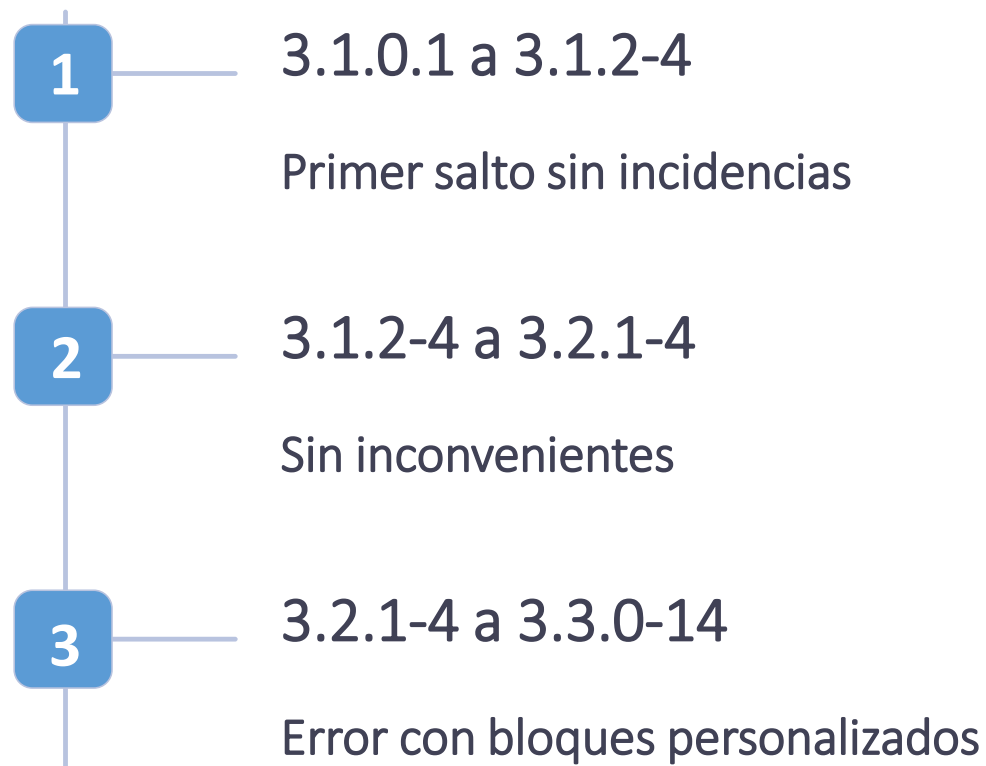 1
3.1.0.1 a 3.1.2-4
Primer salto sin incidencias
2
3.1.2-4 a 3.2.1-4
Sin inconvenientes
3
3.2.1-4 a 3.3.0-14
Error con bloques personalizados